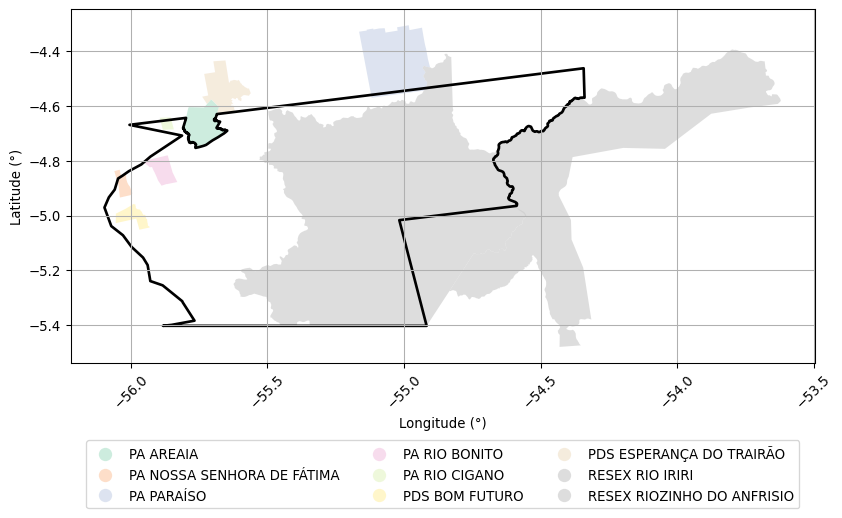 −4.4
−4.6
−4.8
−5.0
−5.2
−5.4
Latitude (°)
−56.0
−55.5
−55.0
−54.5
−54.0
−53.5
Longitude (°)
PA AREAIA
PA NOSSA SENHORA DE FÁTIMA
PA PARAÍSO
PA RIO BONITO
PA RIO CIGANO
PDS BOM FUTURO
PDS ESPERANÇA DO TRAIRÃO
RESEX RIO IRIRI
RESEX RIOZINHO DO ANFRISIO